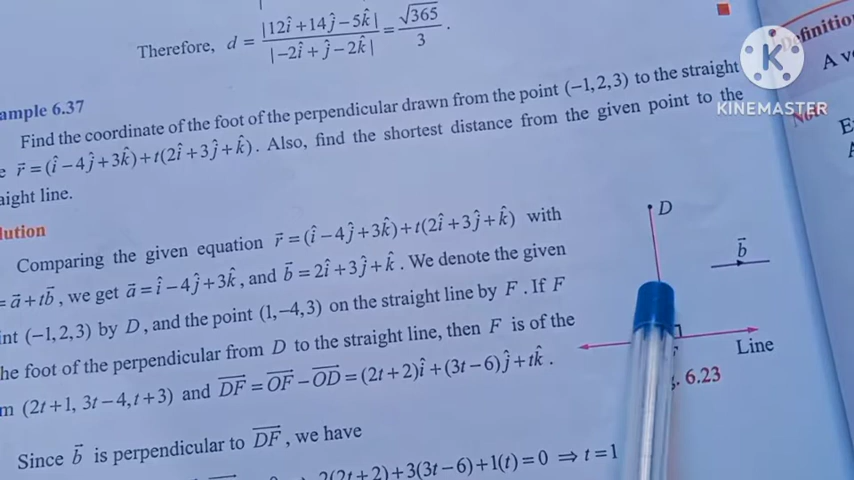 Therefore, d = |12î + 14ĵ − 5k̂| / |−2î + ĵ − 2k̂| = √365 / 3 .
ample 6.37
Find the coordinate of the foot of the perpendicular drawn from the point (−1, 2, 3) to the straight
e r⃗ = (î − 4ĵ + 3k̂) + t(2î + 3ĵ + k̂). Also, find the shortest distance from the given point to the
aight line.
lution
Comparing the given equation r⃗ = (î − 4ĵ + 3k̂) + t(2î + 3ĵ + k̂) with
= a⃗ + tb⃗, we get a⃗ = î − 4ĵ + 3k̂, and b⃗ = 2î + 3ĵ + k̂. We denote the given
int (−1, 2, 3) by D, and the point (1, −4, 3) on the straight line by F. If F
he foot of the perpendicular from D to the straight line, then F is of the
m (2t + 1, 3t − 4, t + 3) and DF = OF − OD = (2t + 2)î + (3t − 6)ĵ + tk̂.
Since b⃗ is perpendicular to DF, we have
2(2t + 2) + 3(3t − 6) + 1(t) = 0 ⇒ t = 1
D
b⃗
Line
. 6.23
efinitio
A v
E
KINEMASTER